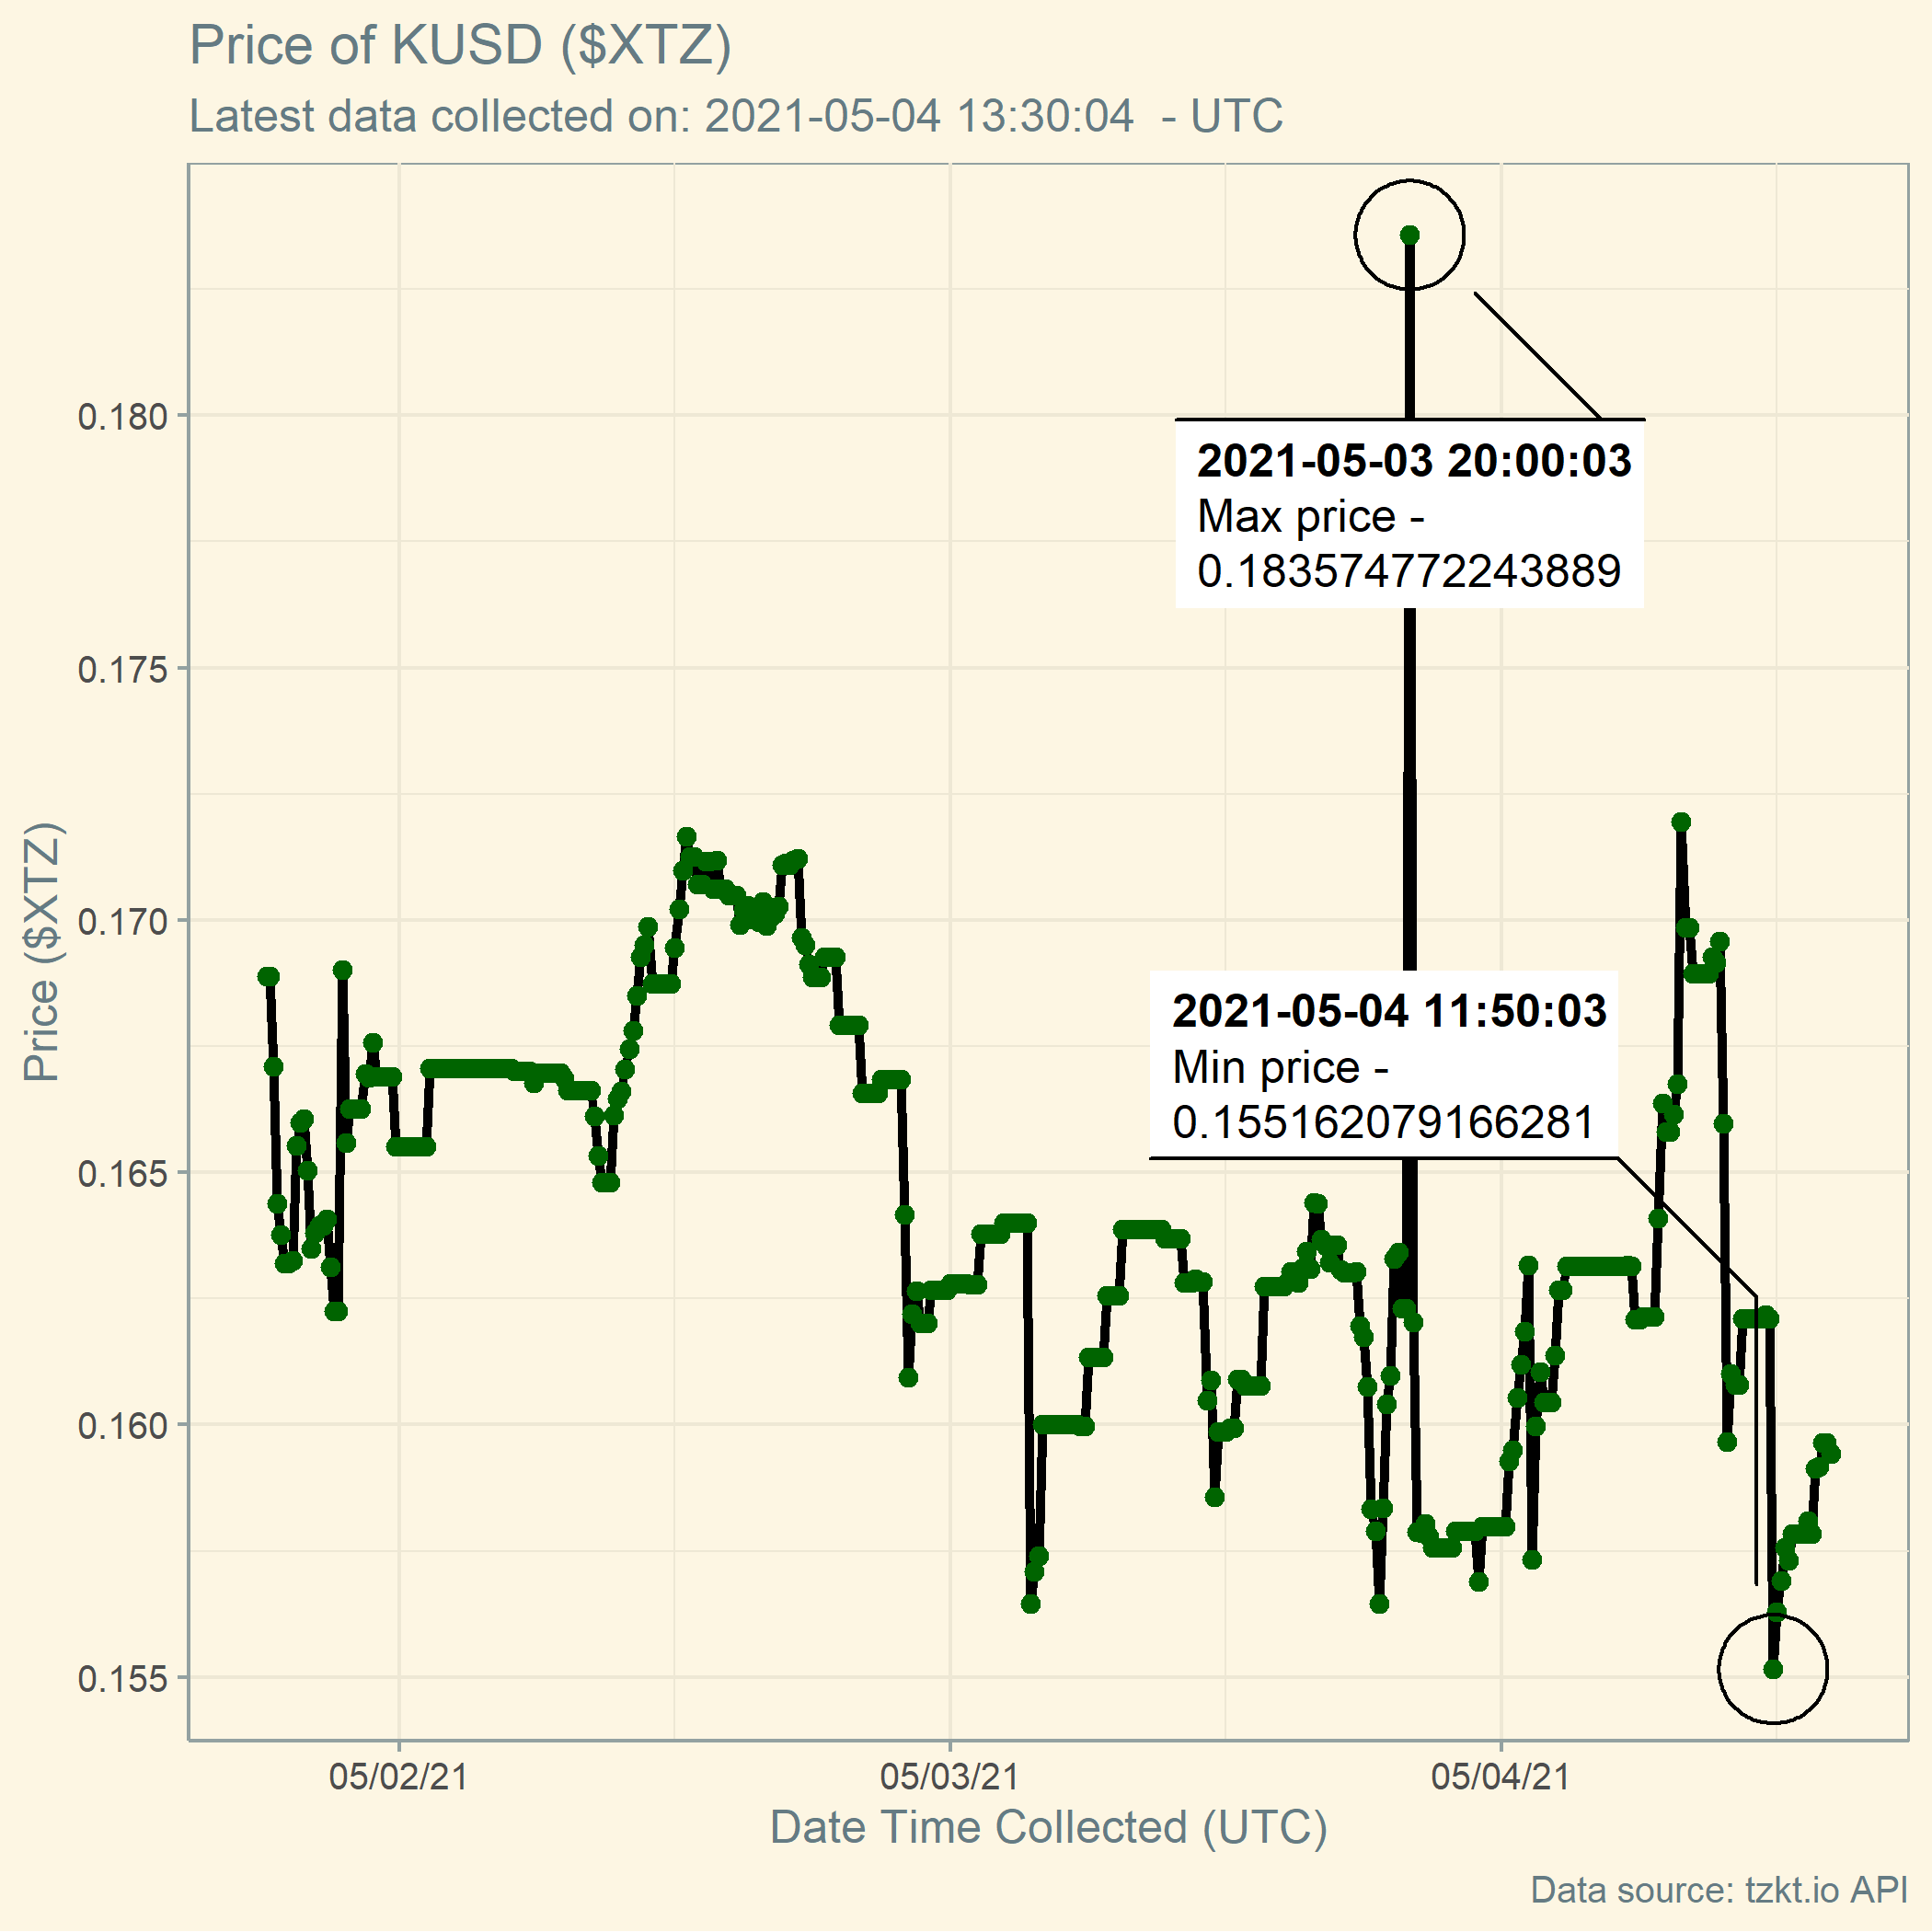 Price of KUSD ($XTZ)
Latest data collected on: 2021-05-04 13:30:04  - UTC
0.180
0.175
0.170
0.165
0.160
0.155
Price ($XTZ)
2021-05-03 20:00:03
Max price -
0.183574772243889
2021-05-04 11:50:03
Min price -
0.155162079166281
05/02/21
05/03/21
05/04/21
Date Time Collected (UTC)
Data source: tzkt.io API